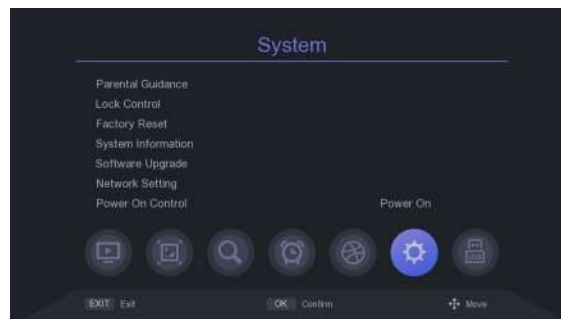 System
Parental Guidance
Lock Control
Factory Reset
System Information
Software Upgrade
Network Setting
Power On Control Power On
USB
EXIT Exit OK Confirm Move